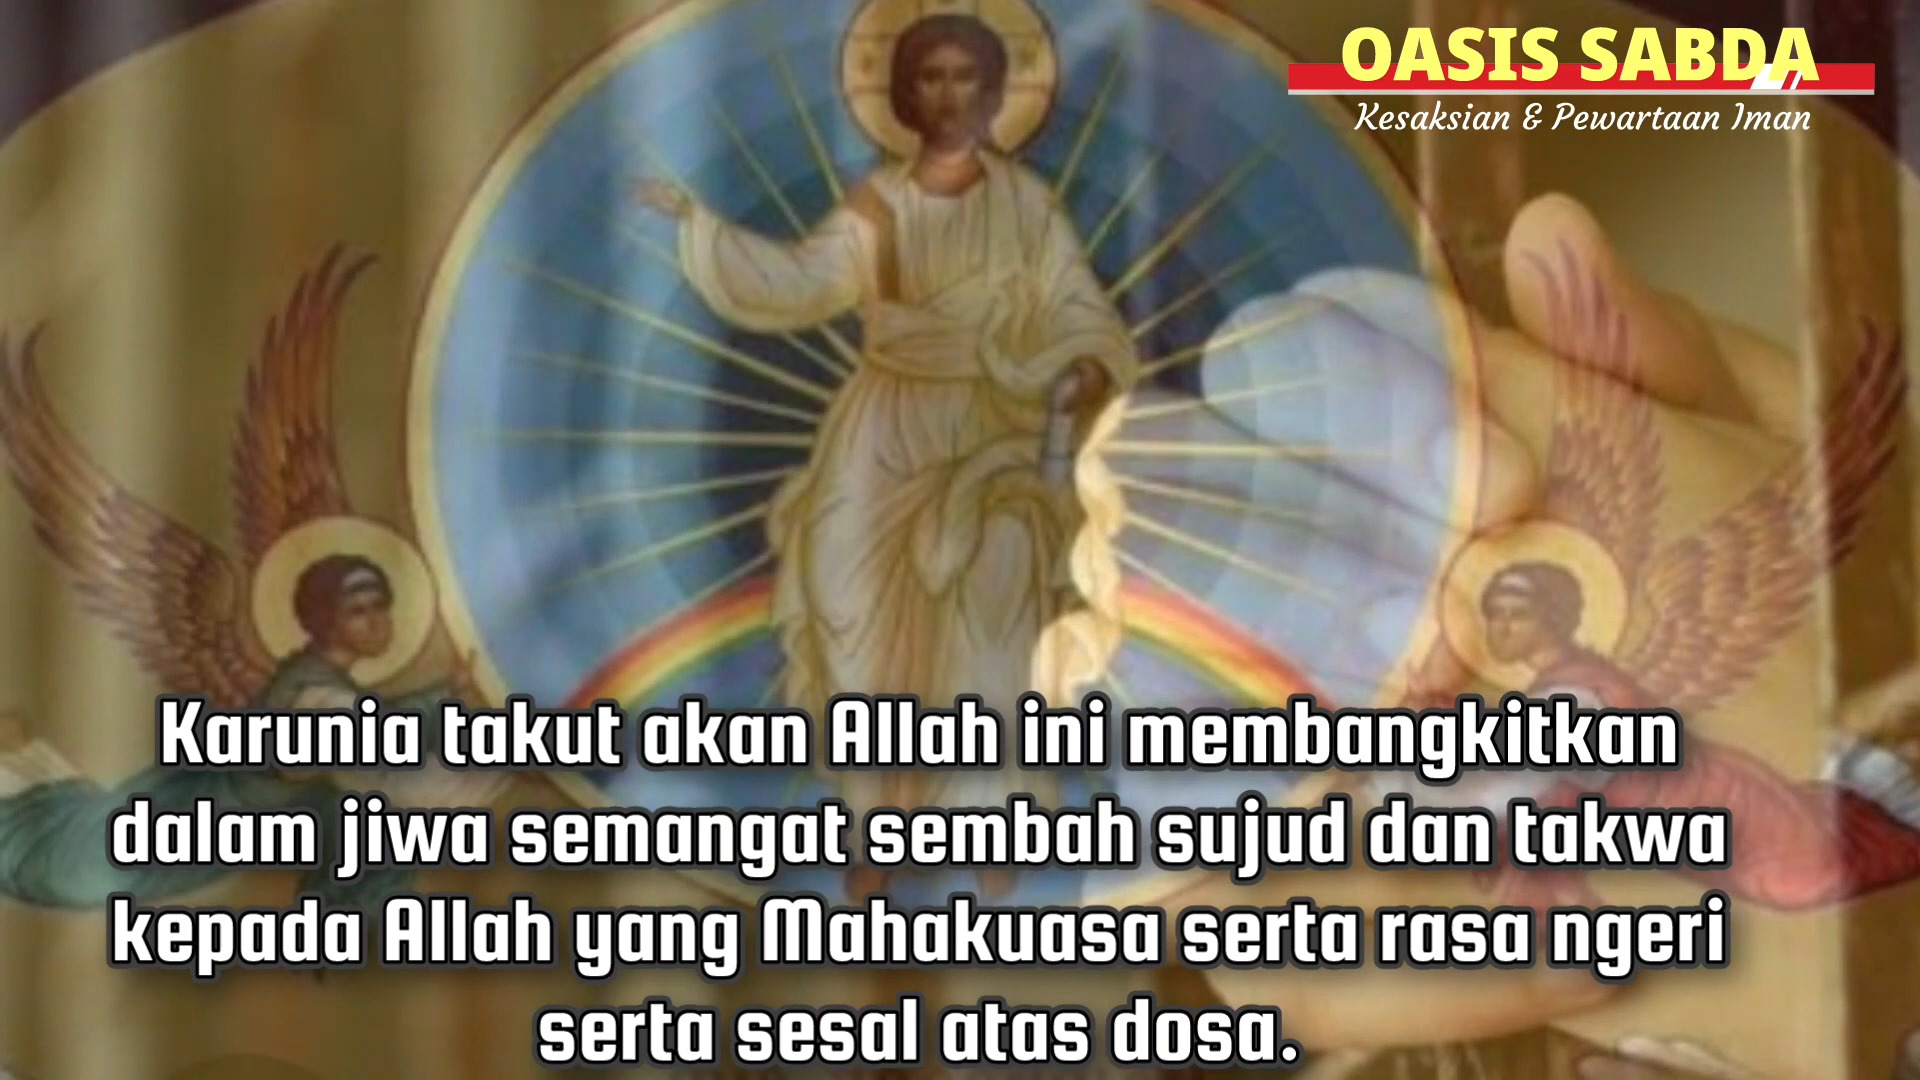 OASIS SABDA
Kesaksian & Pewartaan Iman
Karunia takut akan Allah ini membangkitkan
dalam jiwa semangat sembah sujud dan takwa
kepada Allah yang Mahakuasa serta rasa ngeri
serta sesal atas dosa.